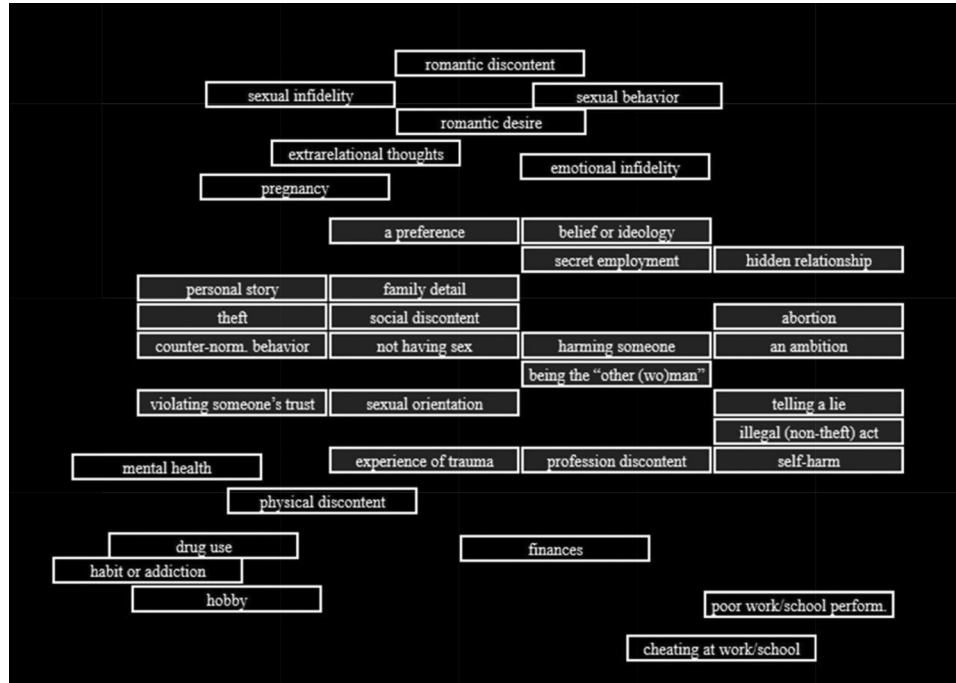 romantic discontent
sexual infidelity
sexual behavior
romantic desire
extrarelational thoughts
emotional infidelity
pregnancy
a preference
belief or ideology
secret employment
hidden relationship
personal story
family detail
theft
social discontent
abortion
counter-norm. behavior
not having sex
harming someone
an ambition
being the “other (wo)man”
violating someone’s trust
sexual orientation
telling a lie
illegal (non-theft) act
mental health
experience of trauma
profession discontent
self-harm
physical discontent
drug use
finances
habit or addiction
hobby
poor work/school perform.
cheating at work/school